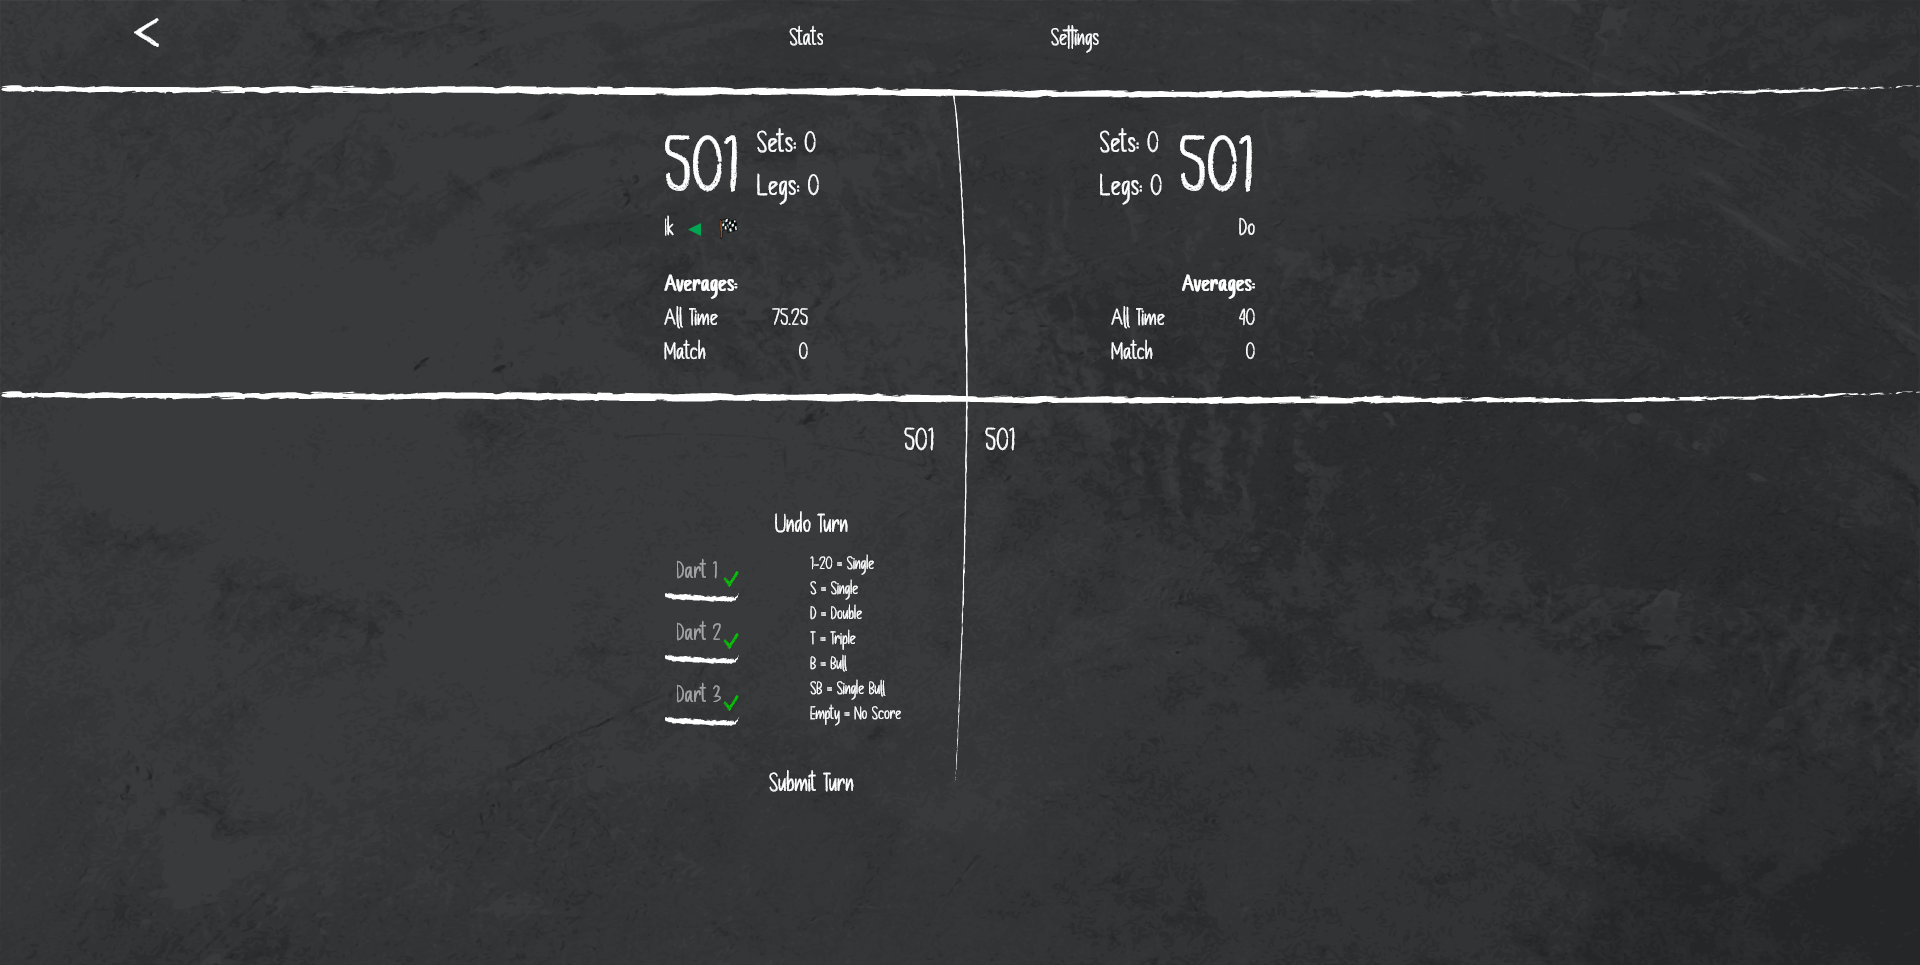 Stats
Settings
501
Sets: 0
Legs: 0
Ik
Averages:
All Time 75.25
Match 0
Sets: 0
Legs: 0
501
Do
Averages:
All Time 40
Match 0
501
501
Undo Turn
Dart 1
Dart 2
Dart 3
1-20 = Single
S = Single
D = Double
T = Triple
B = Bull
SB = Single Bull
Empty = No Score
Submit Turn